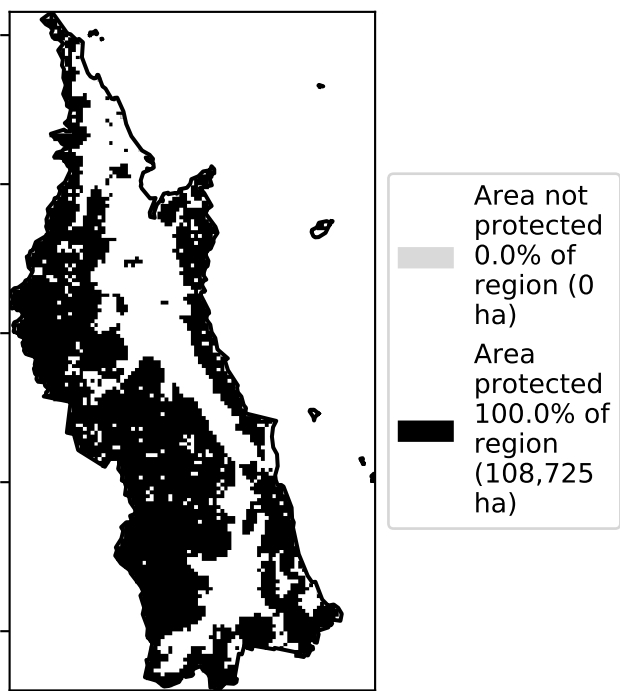 Area not
protected
0.0% of
region (0
ha)
Area
protected
100.0% of
region
(108,725
ha)